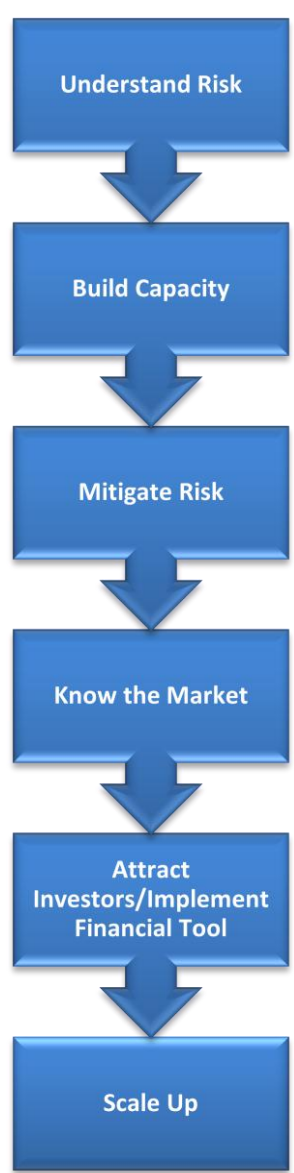 Understand Risk
Build Capacity
Mitigate Risk
Know the Market
Attract
Investors/Implement
Financial Tool
Scale Up